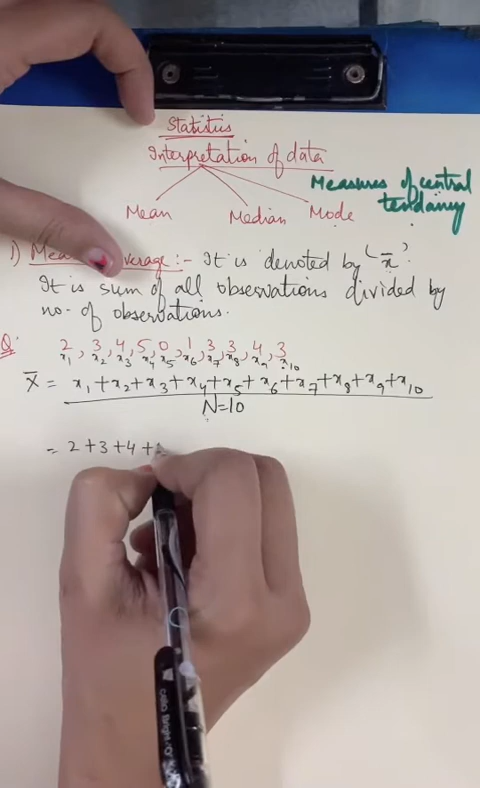 Statistics
Interpretation of data
Measures of central
tendancy
Mean Median Mode
1) Mean average :- It is denoted by 'x̄'.
It is sum of all observations divided by
no. of observations.
Q: 2, 3, 4, 5, 0, 1, 3, 3, 4, 3
x₁ x₂ x₃ x₄ x₅ x₆ x₇ x₈ x₉ x₁₀
X̄ = x₁+x₂+x₃+x₄+x₅+x₆+x₇+x₈+x₉+x₁₀
N=10
= 2+3+4+